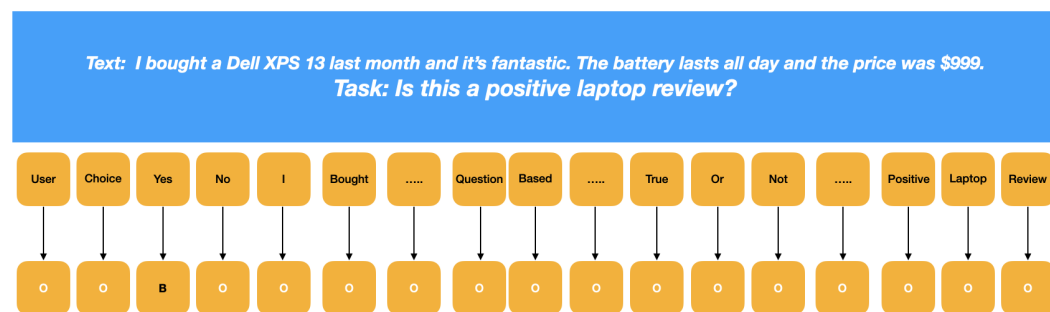 Text: I bought a Dell XPS 13 last month and it's fantastic. The battery lasts all day and the price was $999.
Task: Is this a positive laptop review?
User Choice Yes No I Bought ..... Question Based ..... True Or Not ..... Positive Laptop Review
O O B O O O O O O O O O O O O O O